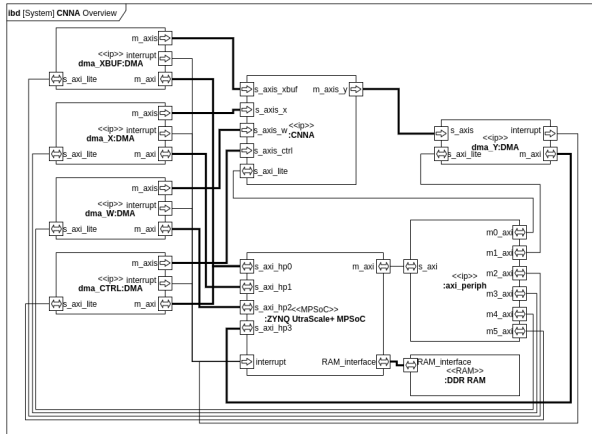 ibd [System] CNNA Overview
m_axis
<<ip>> interrupt
dma_XBUF:DMA
s_axi_lite m_axi
m_axis
<<ip>> interrupt
dma_X:DMA
s_axi_lite m_axi
m_axis
<<ip>> interrupt
dma_W:DMA
s_axi_lite m_axi
m_axis
<<ip>> interrupt
dma_CTRL:DMA
s_axi_lite m_axi
s_axis_xbuf m_axis_y
s_axis_x
<<ip>>
s_axis_w :CNNA
s_axis_ctrl
s_axi_lite
s_axis interrupt
<<ip>>
dma_Y:DMA
s_axi_lite m_axi
s_axi_hp0 m_axi
s_axi_hp1
s_axi_hp2 <<MPSoC>>
:ZYNQ UtraScale+ MPSoC
s_axi_hp3
interrupt RAM_interface
m0_axi
m1_axi
s_axi
<<ip>> m2_axi
:axi_periph
m3_axi
m4_axi
m5_axi
RAM_interface
<<RAM>>
:DDR RAM